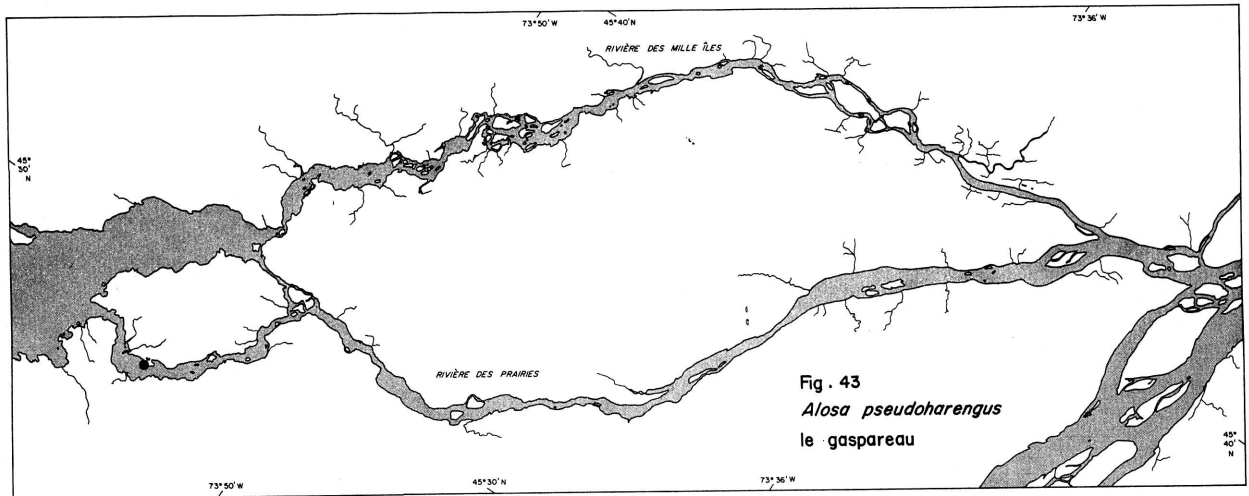 73°50' W
45°40'
73°36' W
RIVIÈRE DES MILLE ÎLES
45°
30'
N
RIVIÈRE DES PRAIRIES
Fig. 43
Alosa pseudoharengus
le gaspareau
45°
40'
N
73°50' W
45°30' N
73°36' W